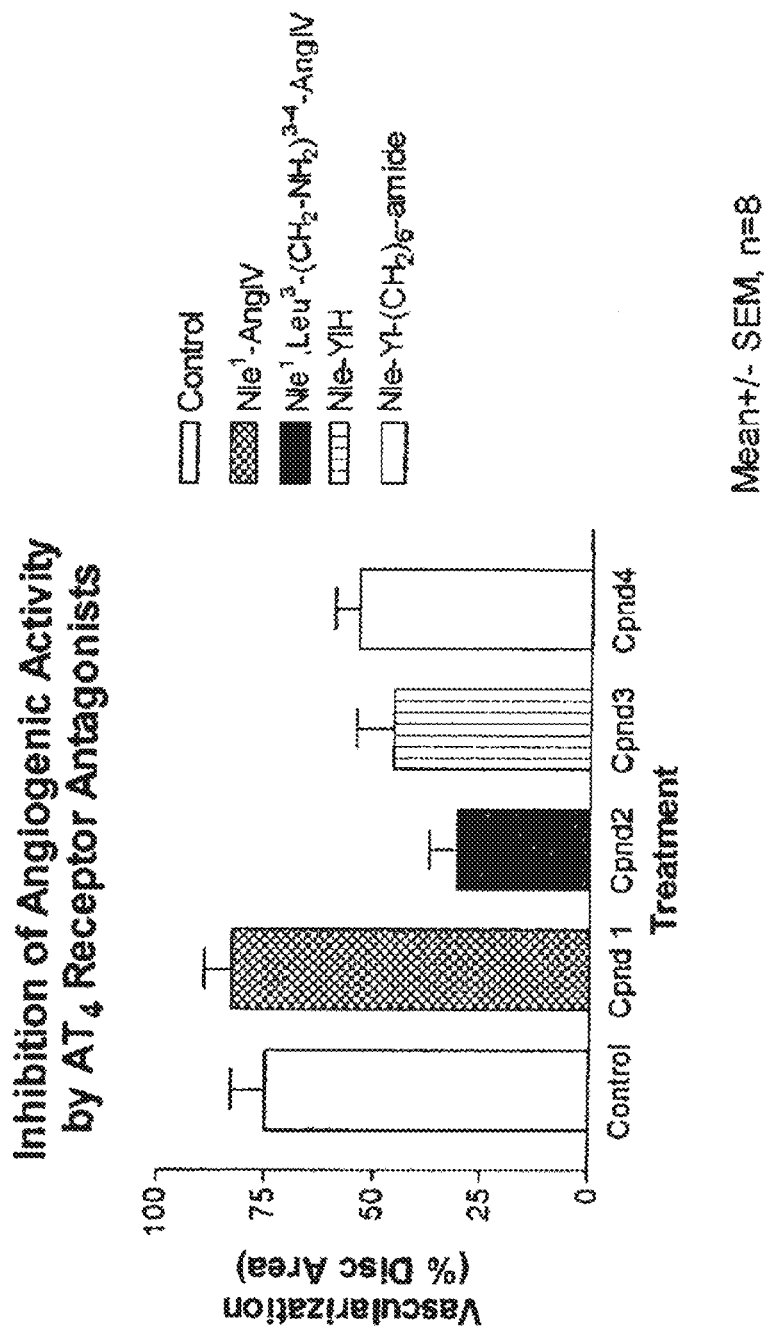 Inhibition of Angiogenic Activity
by AT₄ Receptor Antagonists
Vascularization
(% Disc Area)
100
75
50
25
0
Control
Cpnd 1
Cpnd2
Cpnd3
Cpnd4
Treatment
Control
Nle¹-AngIV
Nle¹,Leu³-(CH₂-NH₂)³⁻⁴-AngIV
Nle-YIH
Nle-YI-(CH₂)₆-amide
Mean+/- SEM, n=8